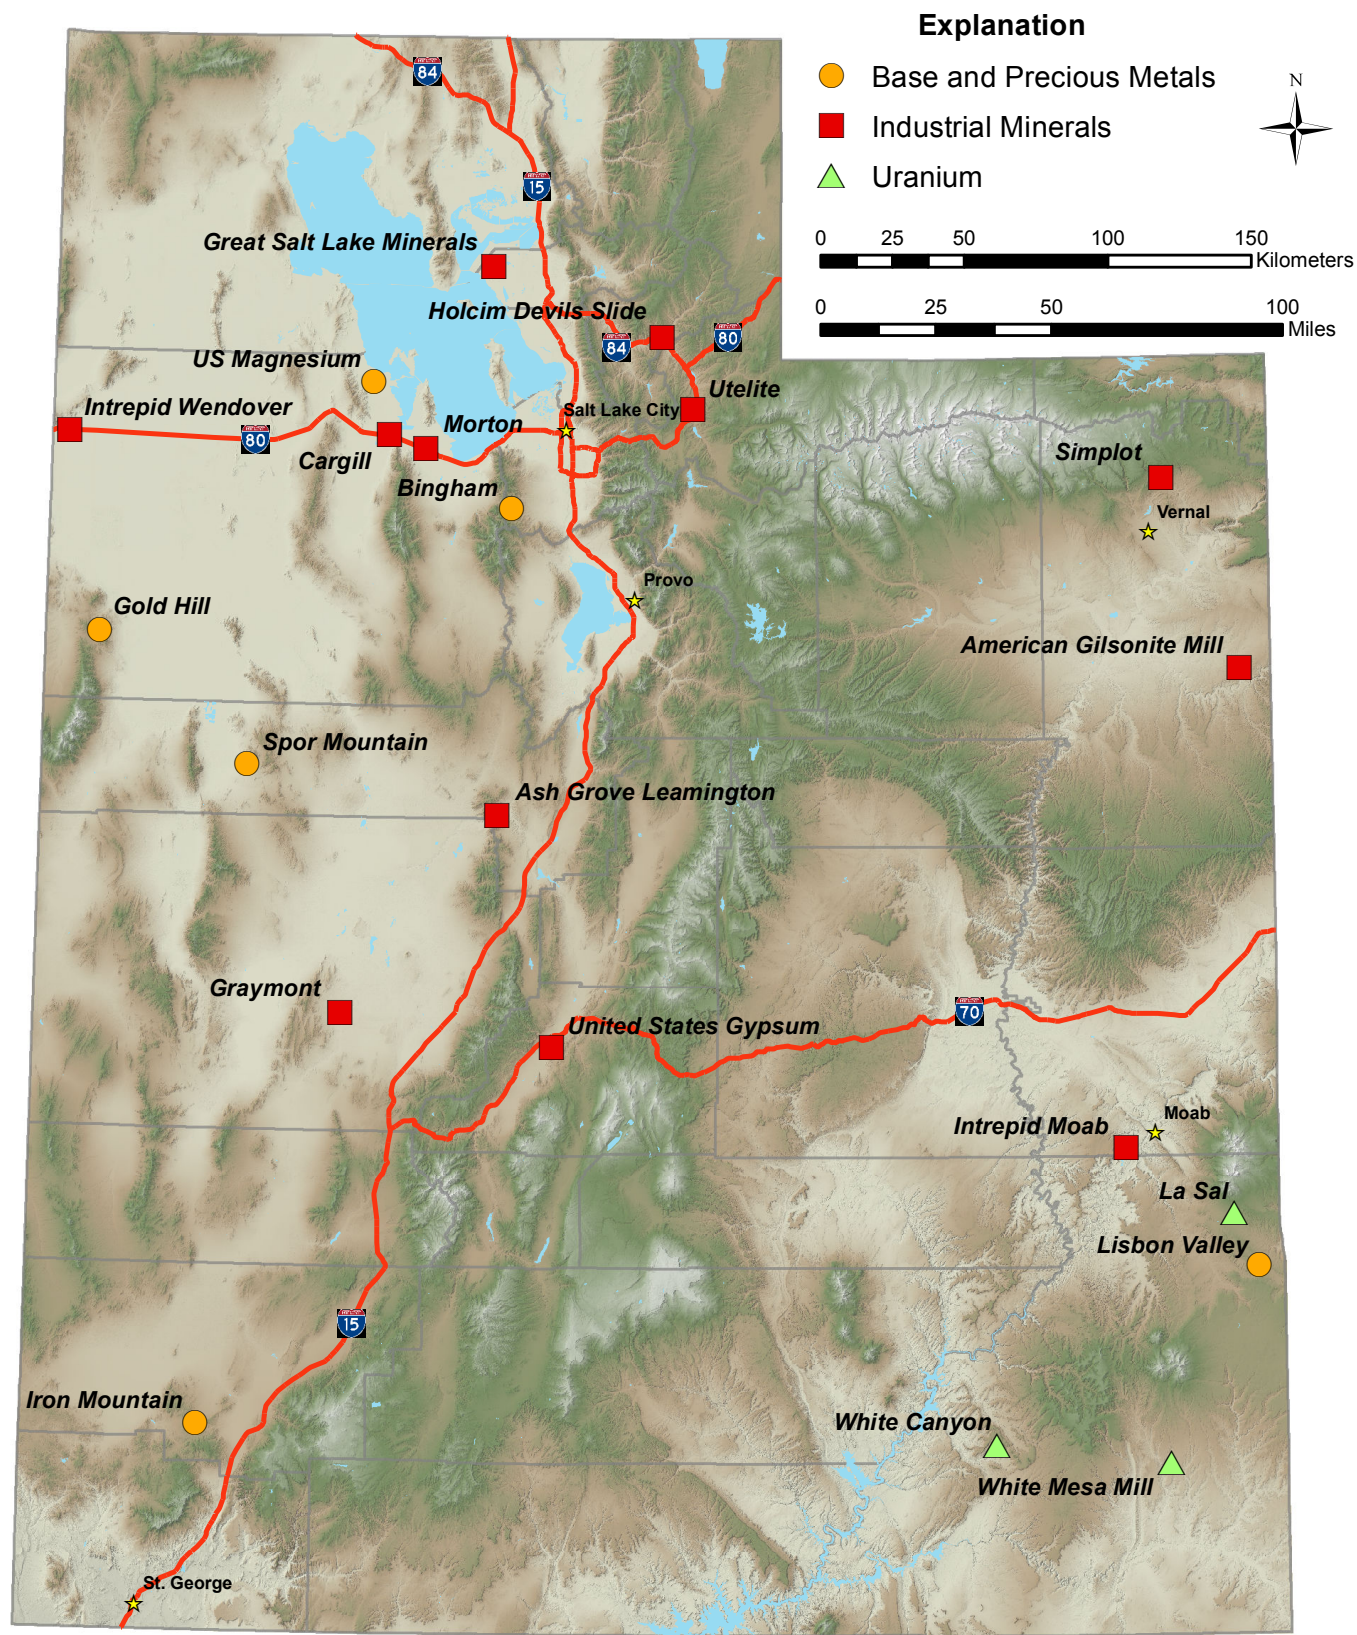 Explanation
Base and Precious Metals
Industrial Minerals
Uranium
N
0 25 50 100 150
Kilometers
0 25 50 100
Miles
84
15
Great Salt Lake Minerals
Holcim Devils Slide
84
80
US Magnesium
Utelite
Intrepid Wendover
Salt Lake City
Morton
80
Cargill
Simplot
Bingham
Vernal
Provo
Gold Hill
American Gilsonite Mill
Spor Mountain
Ash Grove Leamington
Graymont
70
United States Gypsum
Moab
Intrepid Moab
La Sal
Lisbon Valley
15
Iron Mountain
White Canyon
White Mesa Mill
St. George